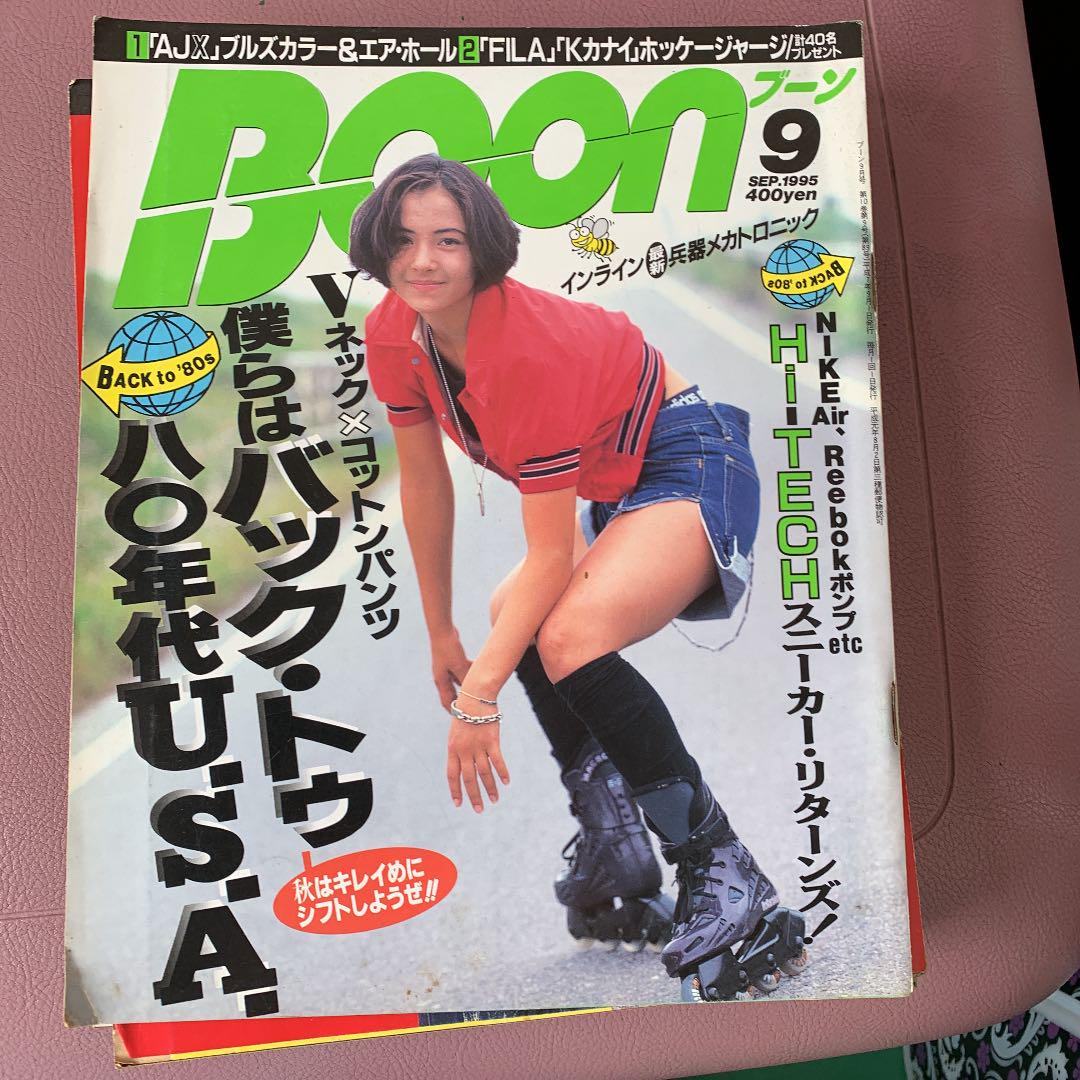 1「AJX」ブルズカラー&エア・ホール2「FILA」「Kカナイ」ホッケージャージ/計40名プレゼント
Boon
ブーン
9
SEP.1995
400yen
インライン最新兵器メカトロニック
BACK to '80s
NIKE Air、Reebokポンプetc
Hi-TECHスニーカー・リターンズ!
Vネック×コットンパンツ
僕らはバック・トゥ
八〇年代U.S.A.
BACK to '80s
秋はキレイめに
シフトしようぜ!!
adidas